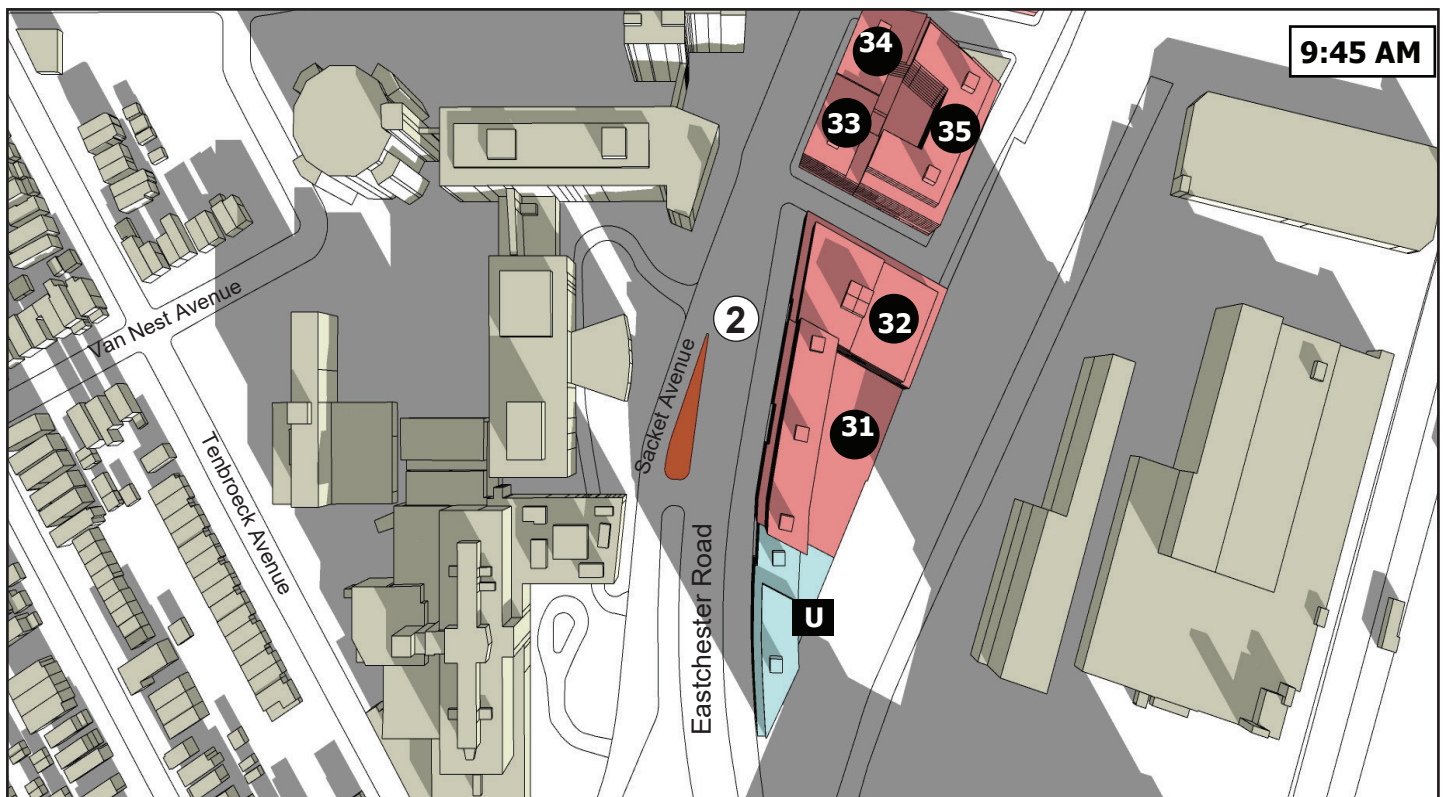 9:45 AM
34
33
35
Van Nest Avenue
2
32
Sacket Avenue
31
Tenbroeck Avenue
Eastchester Road
U